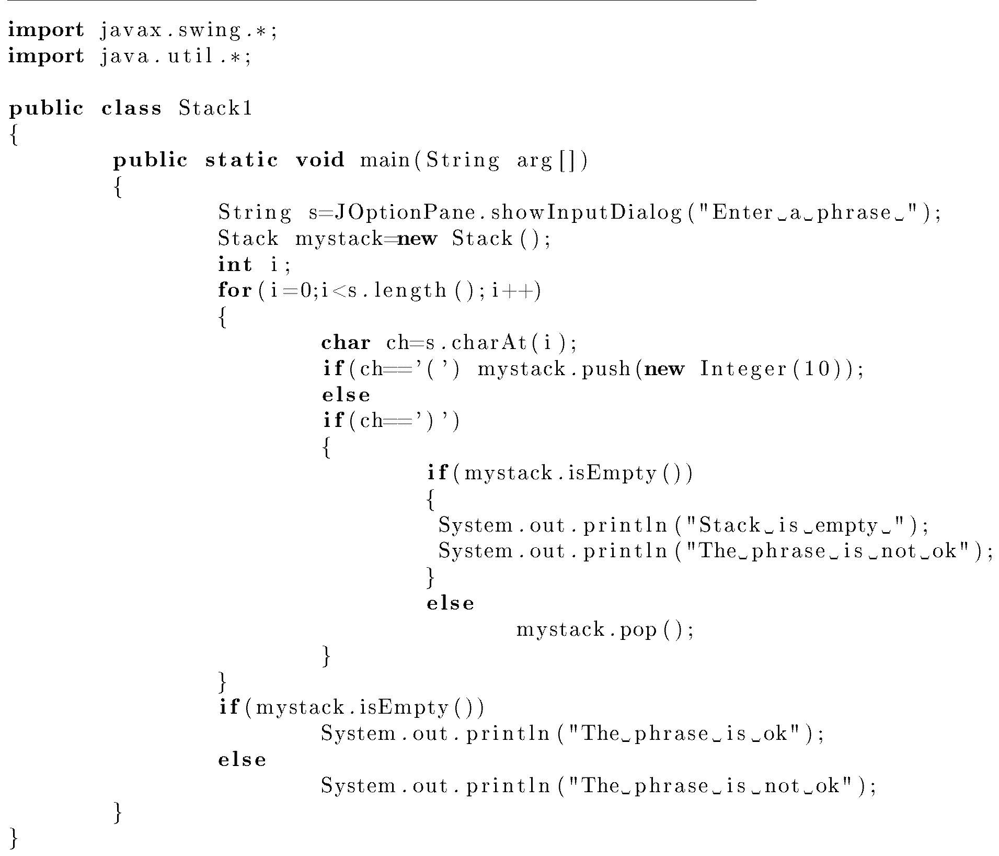 import javax.swing.*;
import java.util.*;
public class Stack1
{
public static void main(String arg[])
{
String s=JOptionPane.showInputDialog("Enter␣a␣phrase␣");
Stack mystack=new Stack();
int i;
for(i=0;i<s.length();i++)
{
char ch=s.charAt(i);
if(ch=='(') mystack.push(new Integer(10));
else
if(ch==')')
{
if(mystack.isEmpty())
{
System.out.println("Stack␣is␣empty␣");
System.out.println("The␣phrase␣is␣not␣ok");
}
else
mystack.pop();
}
}
if(mystack.isEmpty())
System.out.println("The␣phrase␣is␣ok");
else
System.out.println("The␣phrase␣is␣not␣ok");
}
}